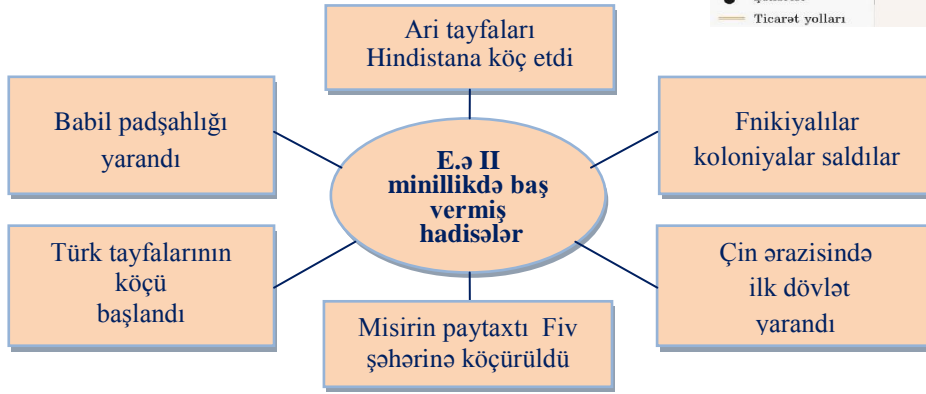 Ticarət yolları
Ari tayfaları
Hindistana köç etdi
Babil padşahlığı
yarandı
Fnikiyalılar
koloniyalar saldılar
E.ə II
minillikdə baş
vermiş
hadisələr
Türk tayfalarının
köçü
başlandı
Misirin paytaxtı Fiv
şəhərinə köçürüldü
Çin ərazisində
ilk dövlət
yarandı